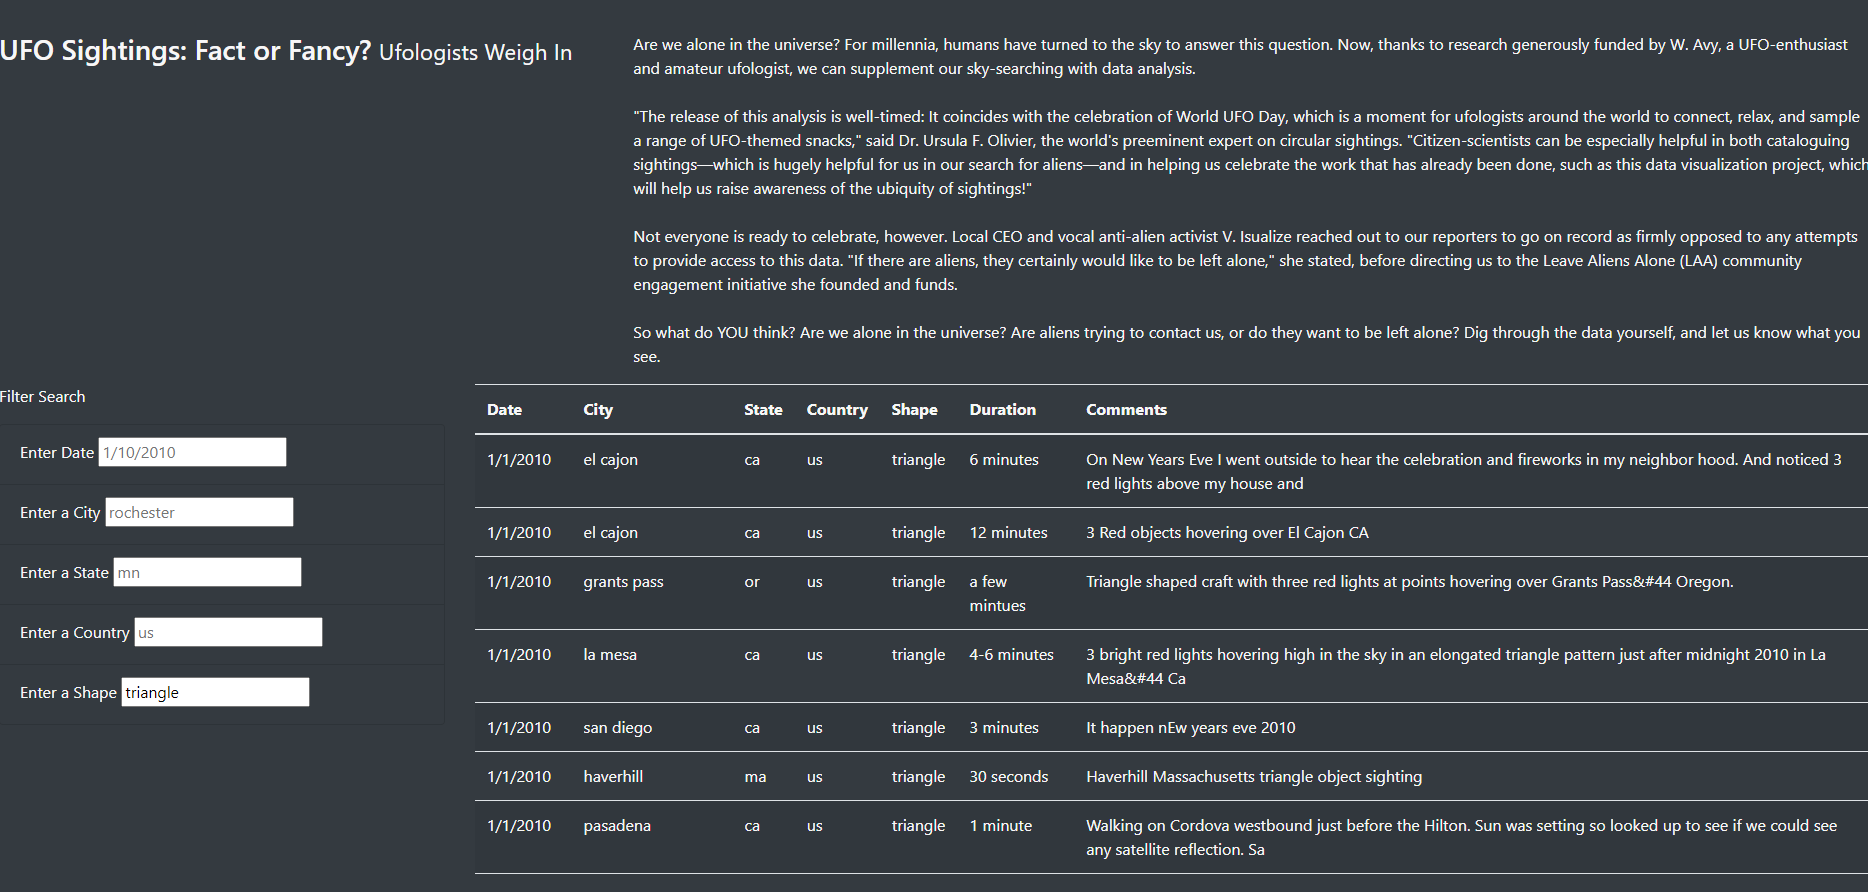 UFO Sightings: Fact or Fancy? Ufologists Weigh In
Are we alone in the universe? For millennia, humans have turned to the sky to answer this question. Now, thanks to research generously funded by W. Avy, a UFO-enthusiast
and amateur ufologist, we can supplement our sky-searching with data analysis.
"The release of this analysis is well-timed: It coincides with the celebration of World UFO Day, which is a moment for ufologists around the world to connect, relax, and sample
a range of UFO-themed snacks," said Dr. Ursula F. Olivier, the world's preeminent expert on circular sightings. "Citizen-scientists can be especially helpful in both cataloguing
sightings—which is hugely helpful for us in our search for aliens—and in helping us celebrate the work that has already been done, such as this data visualization project, which
will help us raise awareness of the ubiquity of sightings!"
Not everyone is ready to celebrate, however. Local CEO and vocal anti-alien activist V. Isualize reached out to our reporters to go on record as firmly opposed to any attempts
to provide access to this data. "If there are aliens, they certainly would like to be left alone," she stated, before directing us to the Leave Aliens Alone (LAA) community
engagement initiative she founded and funds.
So what do YOU think? Are we alone in the universe? Are aliens trying to contact us, or do they want to be left alone? Dig through the data yourself, and let us know what you
see.
Filter Search
Enter Date 1/10/2010
Enter a City rochester
Enter a State mn
Enter a Country us
Enter a Shape triangle
Date City State Country Shape Duration Comments
1/1/2010 el cajon ca us triangle 6 minutes On New Years Eve I went outside to hear the celebration and fireworks in my neighbor hood. And noticed 3
red lights above my house and
1/1/2010 el cajon ca us triangle 12 minutes 3 Red objects hovering over El Cajon CA
1/1/2010 grants pass or us triangle a few Triangle shaped craft with three red lights at points hovering over Grants Pass&#44 Oregon.
mintues
1/1/2010 la mesa ca us triangle 4-6 minutes 3 bright red lights hovering high in the sky in an elongated triangle pattern just after midnight 2010 in La
Mesa&#44 Ca
1/1/2010 san diego ca us triangle 3 minutes It happen nEw years eve 2010
1/1/2010 haverhill ma us triangle 30 seconds Haverhill Massachusetts triangle object sighting
1/1/2010 pasadena ca us triangle 1 minute Walking on Cordova westbound just before the Hilton. Sun was setting so looked up to see if we could see
any satellite reflection. Sa